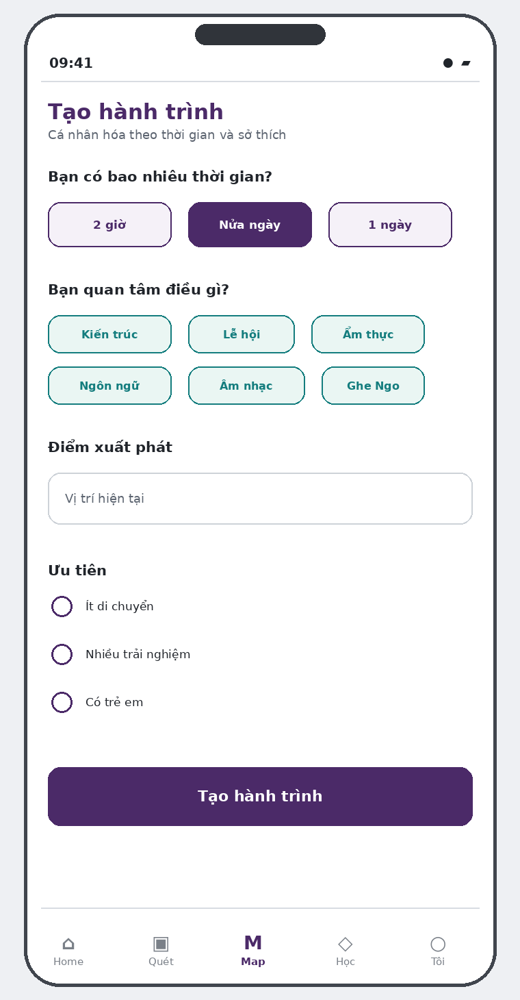 09:41
Tạo hành trình
Cá nhân hóa theo thời gian và sở thích
Bạn có bao nhiêu thời gian?
2 giờ
Nửa ngày
1 ngày
Bạn quan tâm điều gì?
Kiến trúc
Lễ hội
Ẩm thực
Ngôn ngữ
Âm nhạc
Ghe Ngo
Điểm xuất phát
Vị trí hiện tại
Ưu tiên
Ít di chuyển
Nhiều trải nghiệm
Có trẻ em
Tạo hành trình
M
Home
Quét
Map
Học
Tôi